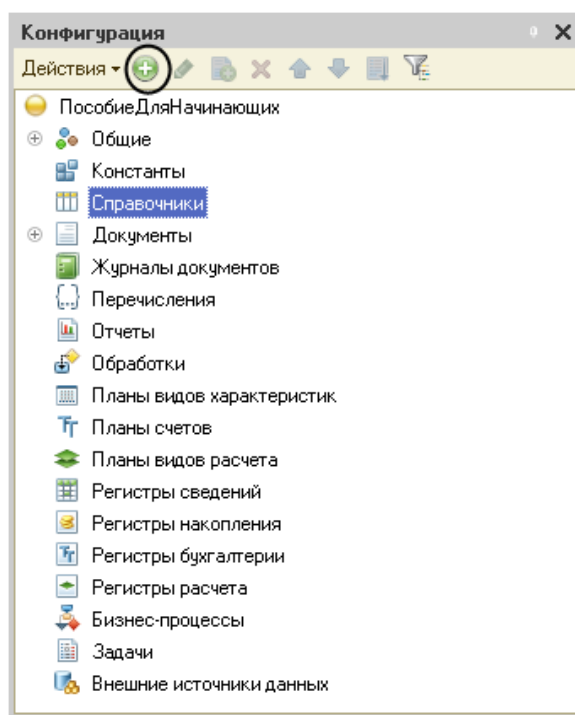 Конфигурация
Действия
ПособиеДляНачинающих
Общие
Константы
Справочники
Документы
Журналы документов
Перечисления
Отчеты
Обработки
Планы видов характеристик
Планы счетов
Планы видов расчета
Регистры сведений
Регистры накопления
Регистры бухгалтерии
Регистры расчета
Бизнес-процессы
Задачи
Внешние источники данных